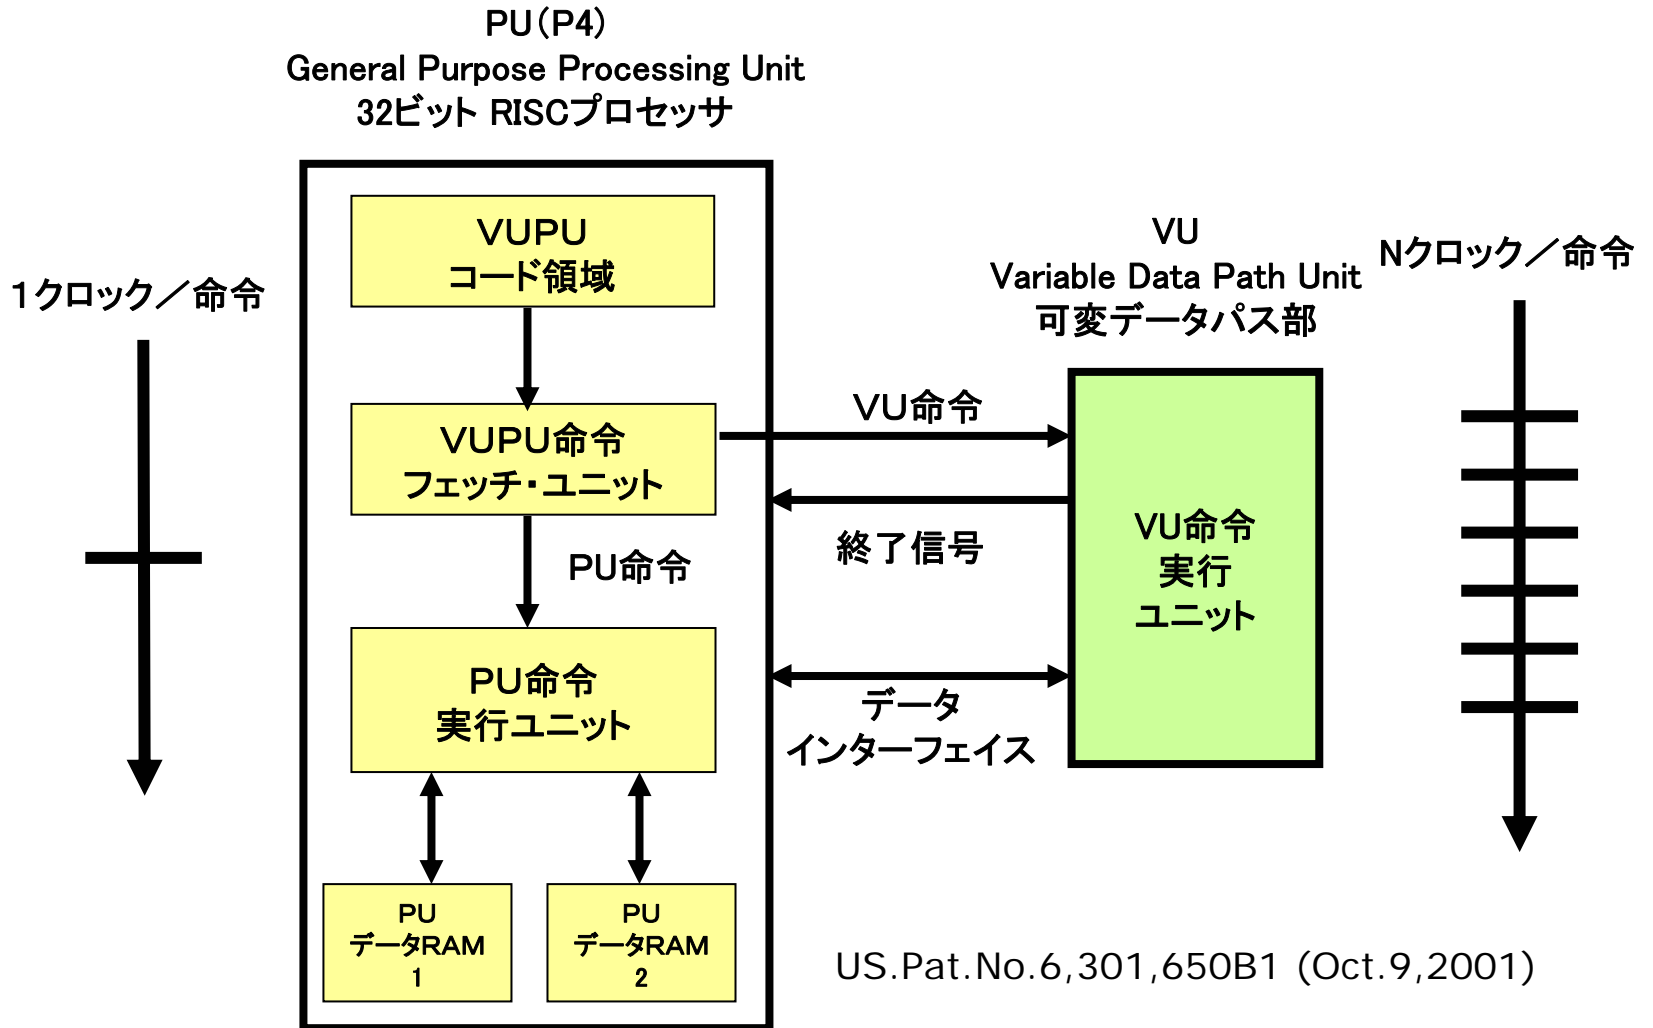 PU(P4)
General Purpose Processing Unit
32ビット RISCプロセッサ
1クロック／命令
VUPU
コード領域
VUPU命令
フェッチ・ユニット
PU命令
PU命令
実行ユニット
PU
データRAM
1
PU
データRAM
2
VU命令
終了信号
データ
インターフェイス
VU
Variable Data Path Unit
可変データパス部
VU命令
実行
ユニット
Nクロック／命令
US.Pat.No.6,301,650B1 (Oct.9,2001)